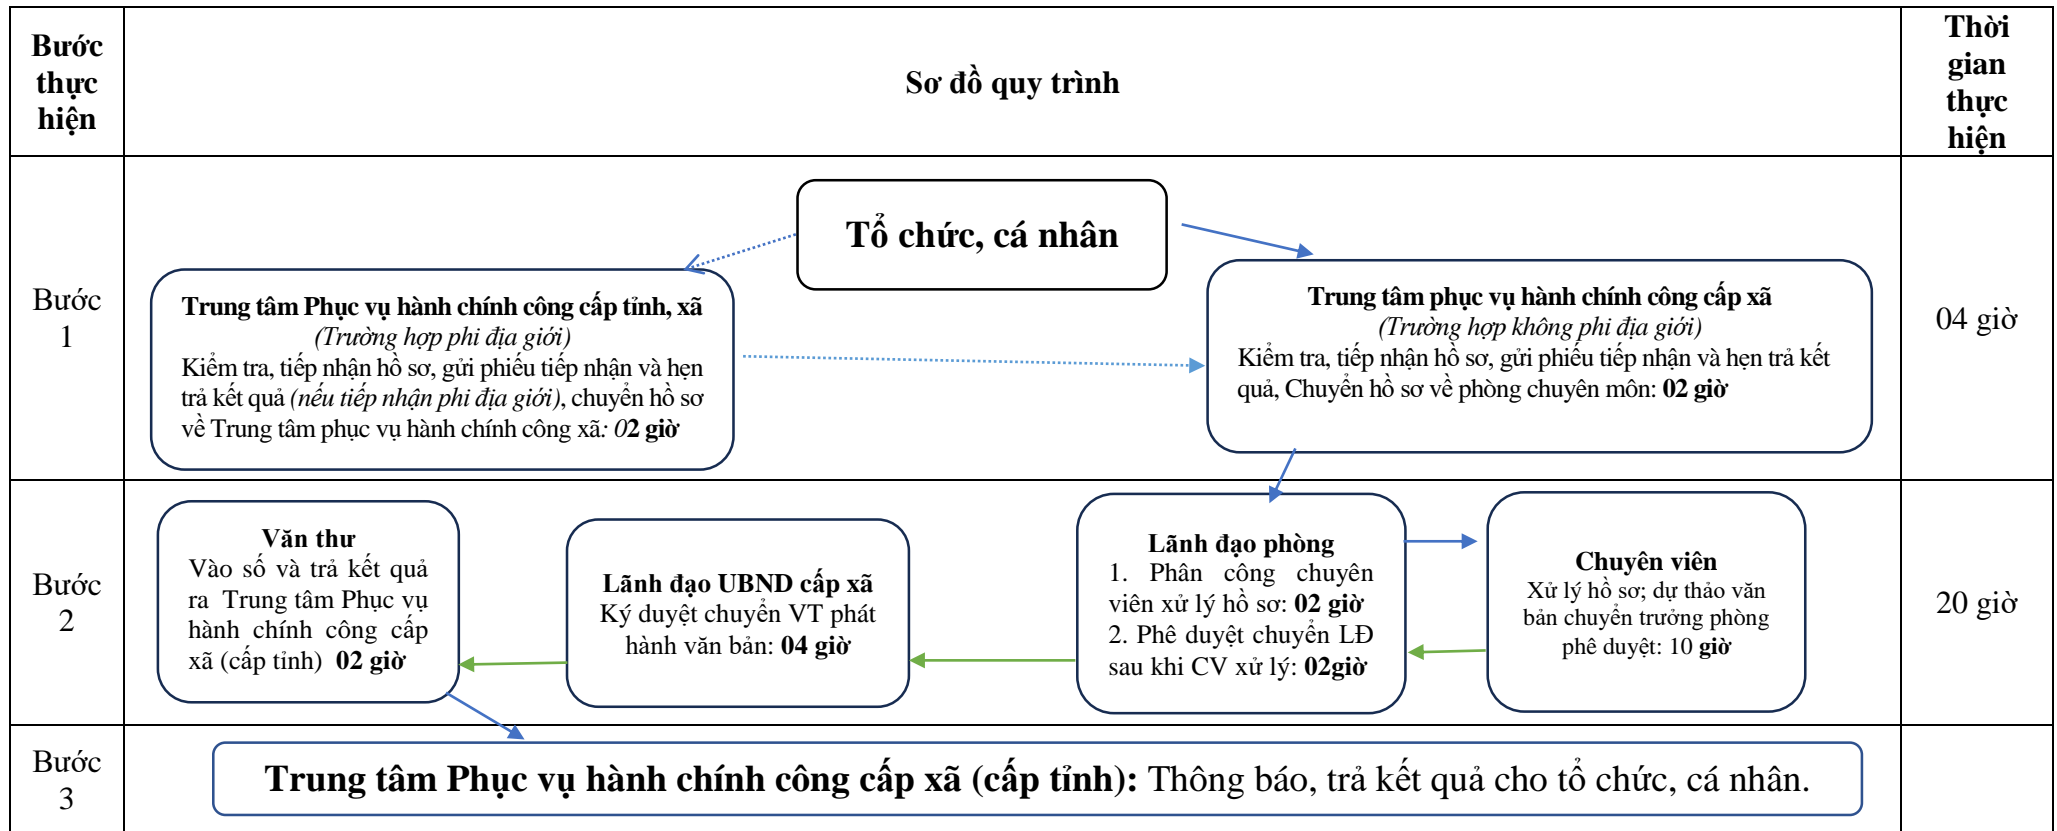 Bước
thực
hiện
Sơ đồ quy trình
Thời
gian
thực
hiện
Bước
1
Tổ chức, cá nhân
Trung tâm Phục vụ hành chính công cấp tỉnh, xã
(Trường hợp phi địa giới)
Kiểm tra, tiếp nhận hồ sơ, gửi phiếu tiếp nhận và hẹn
trả kết quả (nếu tiếp nhận phi địa giới), chuyển hồ sơ
về Trung tâm phục vụ hành chính công xã: 02 giờ
Trung tâm phục vụ hành chính công cấp xã
(Trường hợp không phi địa giới)
Kiểm tra, tiếp nhận hồ sơ, gửi phiếu tiếp nhận và hẹn trả kết
quả, Chuyển hồ sơ về phòng chuyên môn: 02 giờ
04 giờ
Bước
2
Văn thư
Vào số và trả kết quả
ra Trung tâm Phục vụ
hành chính công cấp
xã (cấp tỉnh) 02 giờ
Lãnh đạo UBND cấp xã
Ký duyệt chuyển VT phát
hành văn bản: 04 giờ
Lãnh đạo phòng
1. Phân công chuyên
viên xử lý hồ sơ: 02 giờ
2. Phê duyệt chuyển LĐ
sau khi CV xử lý: 02giờ
Chuyên viên
Xử lý hồ sơ; dự thảo văn
bản chuyển trưởng phòng
phê duyệt: 10 giờ
20 giờ
Bước
3
Trung tâm Phục vụ hành chính công cấp xã (cấp tỉnh): Thông báo, trả kết quả cho tổ chức, cá nhân.